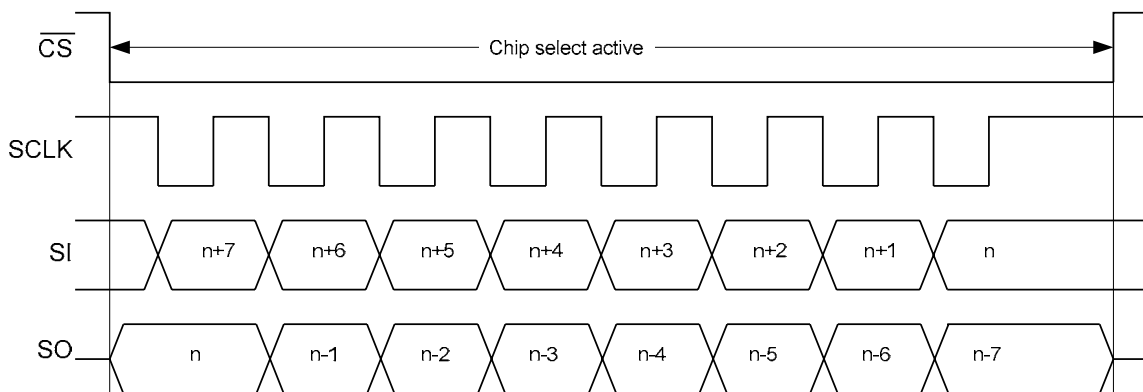 CS
Chip select active
SCLK
SI
n+7 n+6 n+5 n+4 n+3 n+2 n+1 n
SO
n n-1 n-2 n-3 n-4 n-5 n-6 n-7